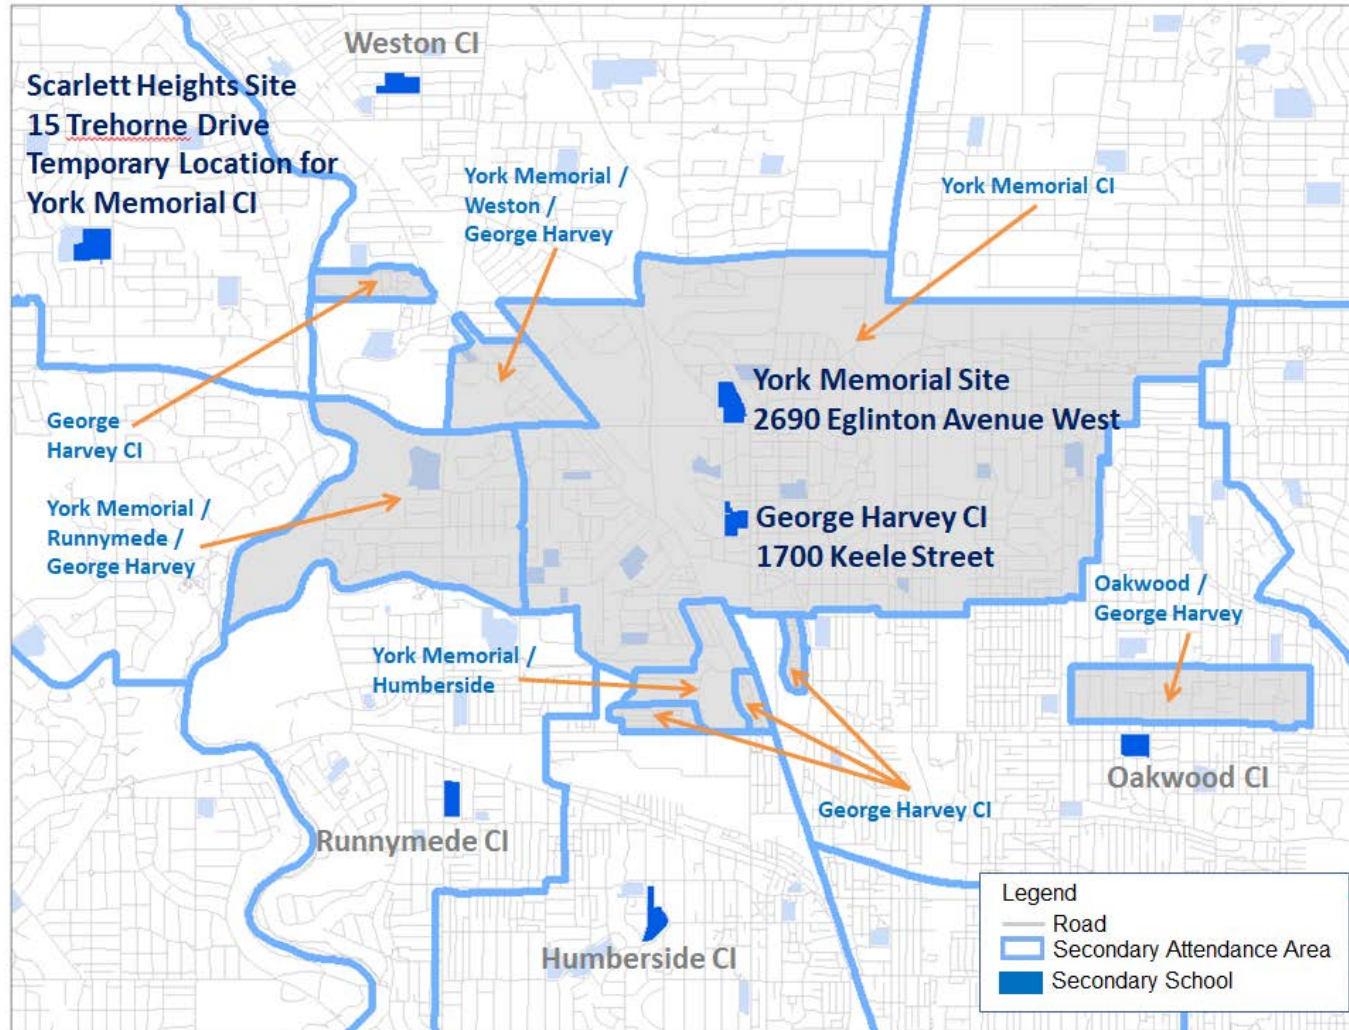 Weston CI
Scarlett Heights Site
15 Trehorne Drive
Temporary Location for
York Memorial CI
York Memorial /
Weston /
George Harvey
York Memorial CI
George
Harvey CI
York Memorial Site
2690 Eglinton Avenue West
York Memorial /
Runnymede /
George Harvey
George Harvey CI
1700 Keele Street
Oakwood /
George Harvey
York Memorial /
Humberside
Oakwood CI
George Harvey CI
Runnymede CI
Humberside CI
Legend
Road
Secondary Attendance Area
Secondary School